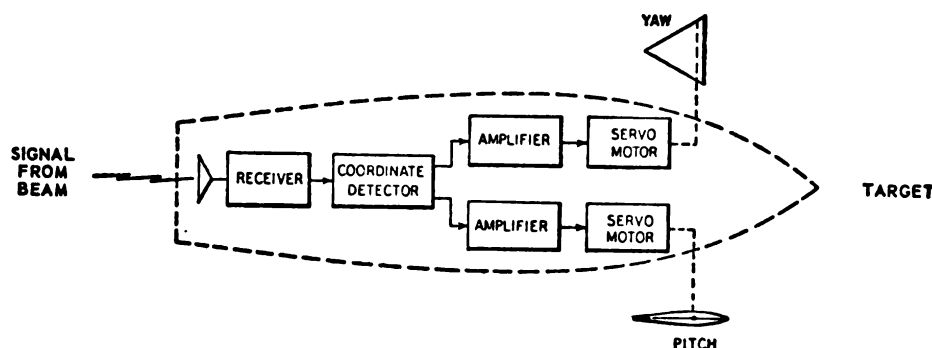 YAW
SIGNAL
FROM
BEAM
RECEIVER
COORDINATE
DETECTOR
AMPLIFIER
SERVO
MOTOR
AMPLIFIER
SERVO
MOTOR
TARGET
PITCH